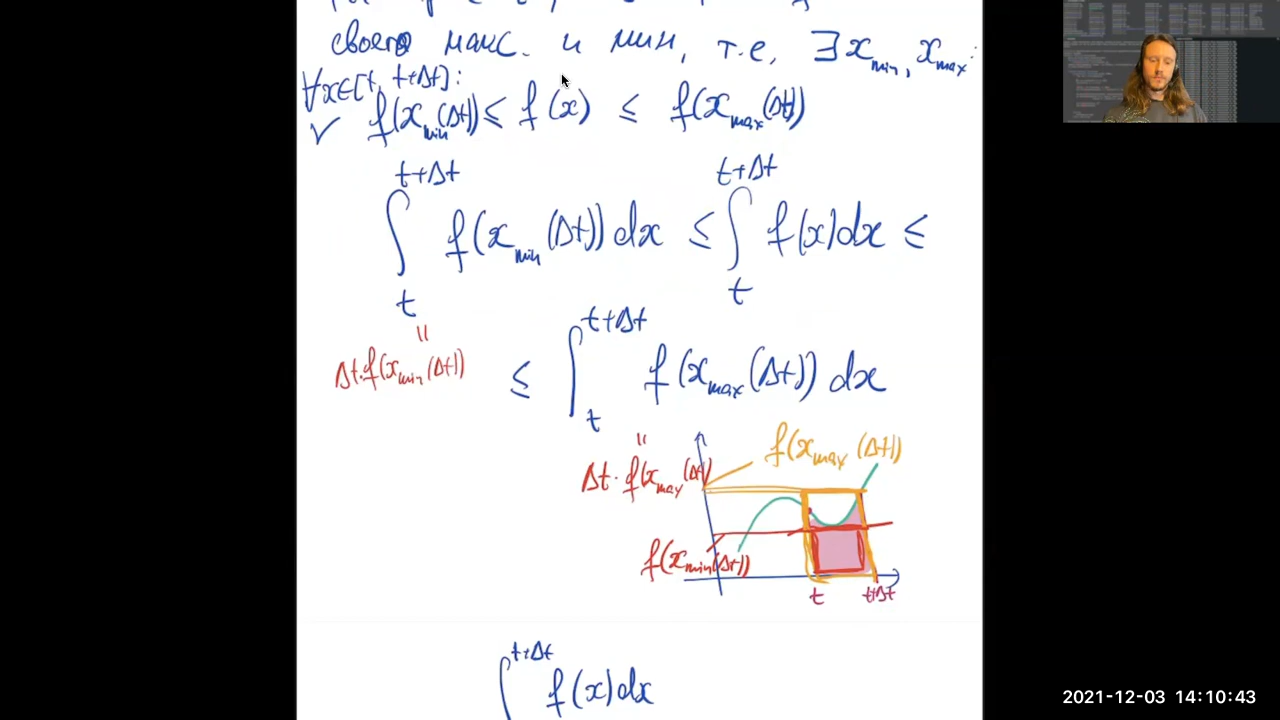 своего макс. и мин, т.е, ∃ x_min, x_max:
∀x∈[t, t+Δt]:
✓ f(x_min(Δt)) ≤ f(x) ≤ f(x_max(Δt))
∫_t^{t+Δt} f(x_min(Δt)) dx ≤ ∫_t^{t+Δt} f(x)dx ≤
"
Δt·f(x_min(Δt))
≤ ∫_t^{t+Δt} f(x_max(Δt)) dx
"
Δt·f(x_max(Δt))
f(x_max(Δt))
f(x_min(Δt))
t t+Δt
∫^{t+Δt} f(x)dx
2021-12-03 14:10:43